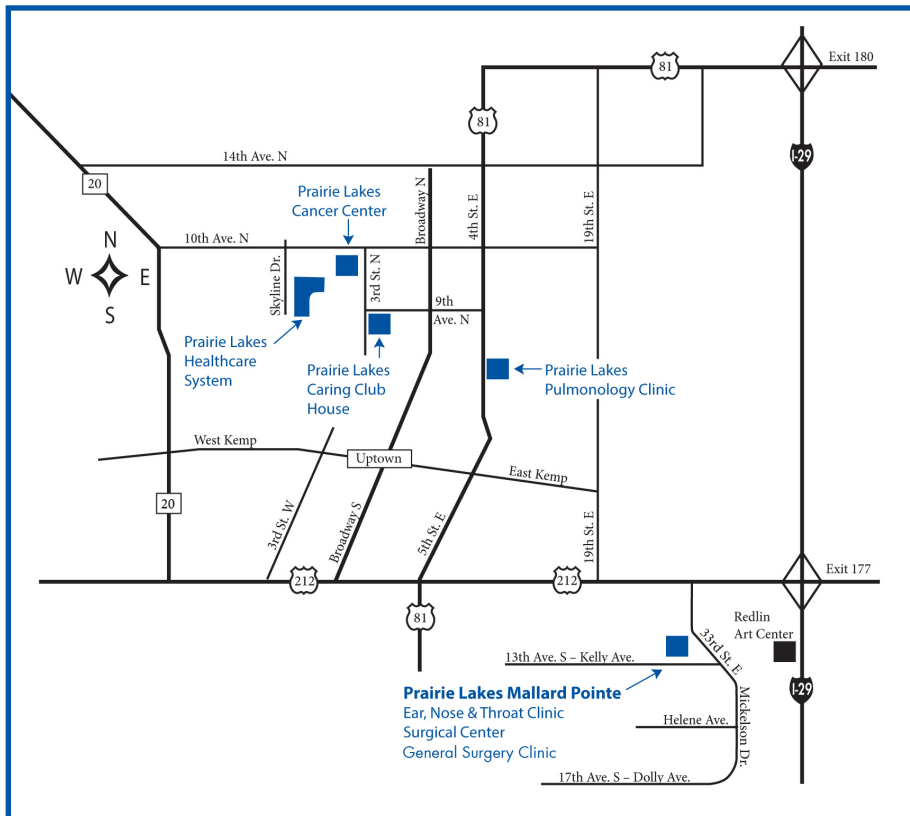 Exit 180
81
81
I-29
14th Ave. N
20
Prairie Lakes
Cancer Center
Broadway N
4th St. E
19th St. E
N
W E
S
10th Ave. N
Skyline Dr.
3rd St. N
9th
Ave. N
Prairie Lakes
Healthcare
System
Prairie Lakes
Caring Club
House
Prairie Lakes
Pulmonology Clinic
West Kemp
Uptown
East Kemp
20
3rd St. W
Broadway S
5th St. E
19th St. E
212
212
Exit 177
81
Redlin
Art Center
33rd St. E
13th Ave. S – Kelly Ave.
I-29
Prairie Lakes Mallard Pointe
Ear, Nose & Throat Clinic
Surgical Center
General Surgery Clinic
Helene Ave.
Mickelson Dr.
17th Ave. S – Dolly Ave.